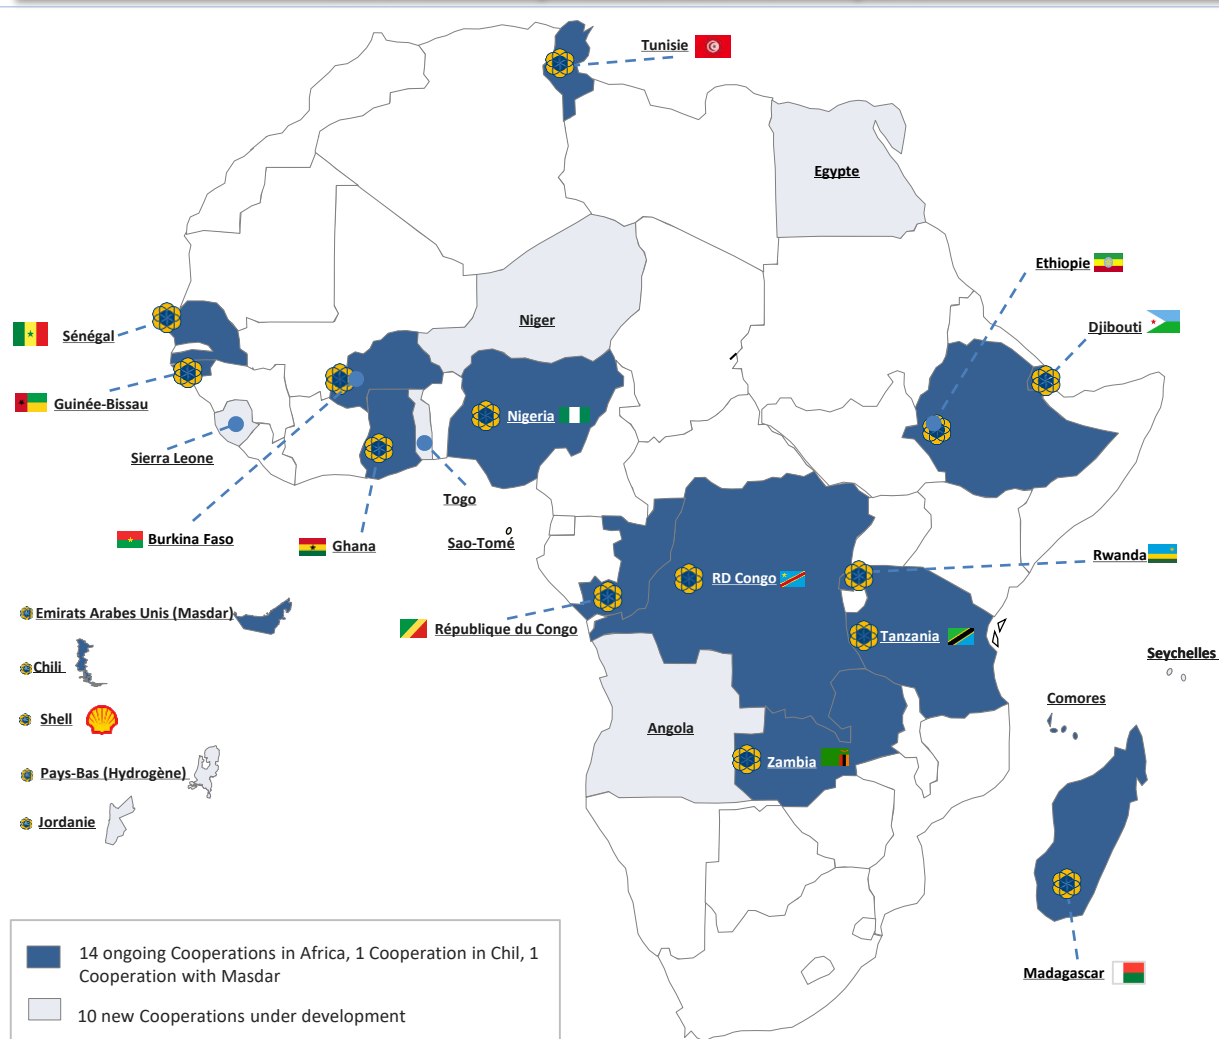 Tunisie
Egypte
Ethiopie
Niger
Djibouti
Sénégal
Guinée-Bissau
Nigeria
Sierra Leone
Togo
Burkina Faso
Ghana
Sao-Tomé
Rwanda
RD Congo
Emirats Arabes Unis (Masdar)
République du Congo
Tanzania
Seychelles
Chili
Comores
Shell
Angola
Zambia
Pays-Bas (Hydrogène)
Jordanie
Madagascar
14 ongoing Cooperations in Africa, 1 Cooperation in Chil, 1
Cooperation with Masdar
10 new Cooperations under development